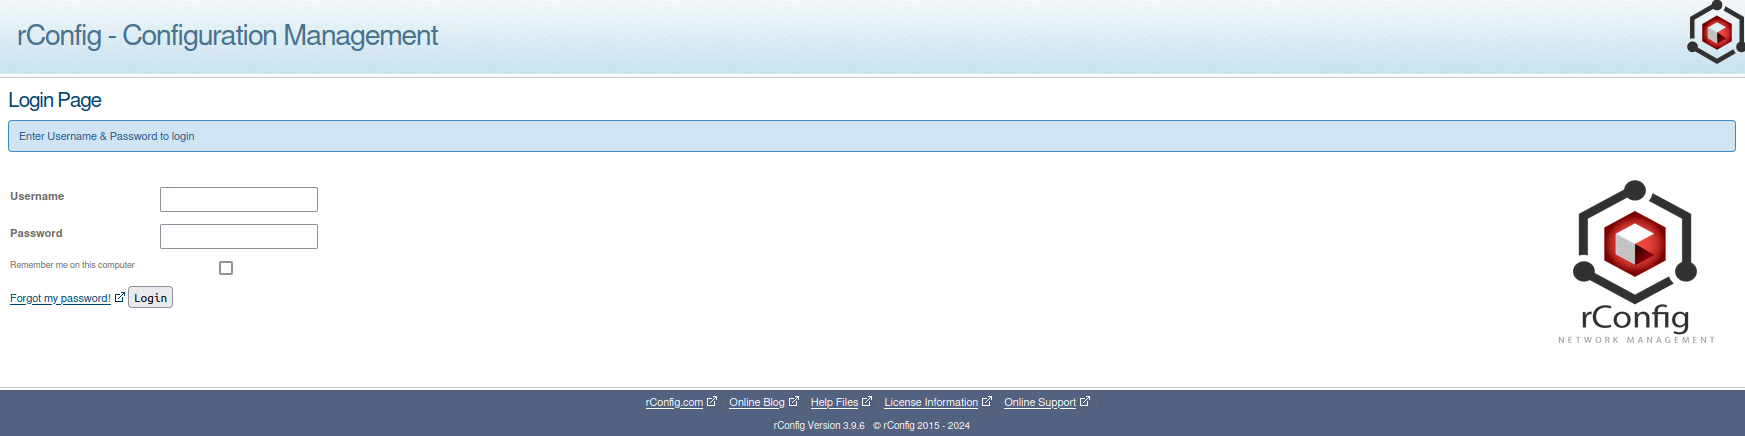 rConfig - Configuration Management
Login Page
Enter Username & Password to login
Username
Password
Remember me on this computer
Forgot my password! Login
rConfig
NETWORK MANAGEMENT
rConfig.com Online Blog Help Files License Information Online Support
rConfig Version 3.9.6 © rConfig 2015 - 2024